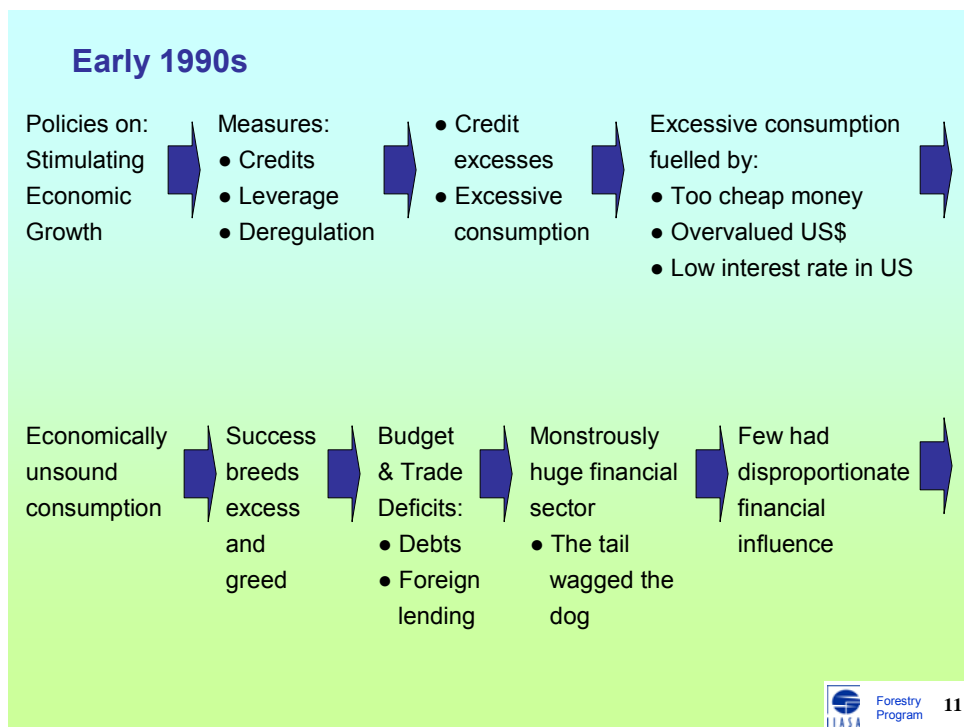 Early 1990s
Policies on:
Stimulating
Economic
Growth
Measures:
● Credits
● Leverage
● Deregulation
● Credit
excesses
● Excessive
consumption
Excessive consumption
fuelled by:
● Too cheap money
● Overvalued US$
● Low interest rate in US
Economically
unsound
consumption
Success
breeds
excess
and
greed
Budget
& Trade
Deficits:
● Debts
● Foreign
lending
Monstrously
huge financial
sector
● The tail
wagged the
dog
Few had
disproportionate
financial
influence
IIASA
Forestry
Program
11